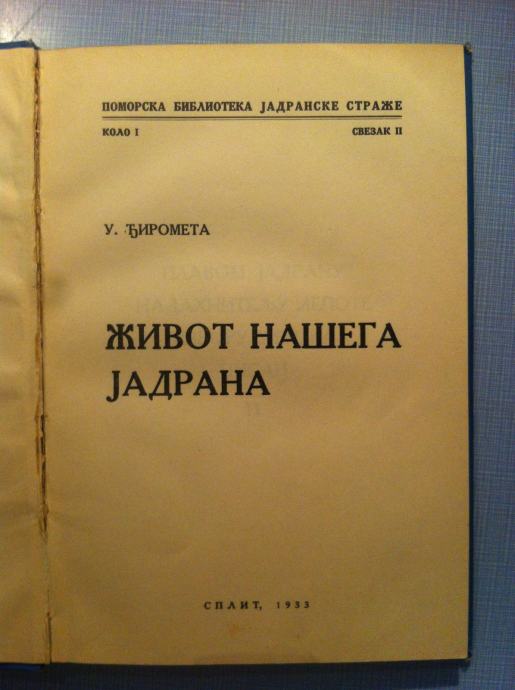 ПОМОРСКА БИБЛИОТЕКА ЈАДРАНСКЕ СТРАЖЕ
КОЛО I СВЕЗАК II
У. ЂИРОМЕТА
ЖИВОТ НАШЕГА
ЈАДРАНА
СПЛИТ, 1933